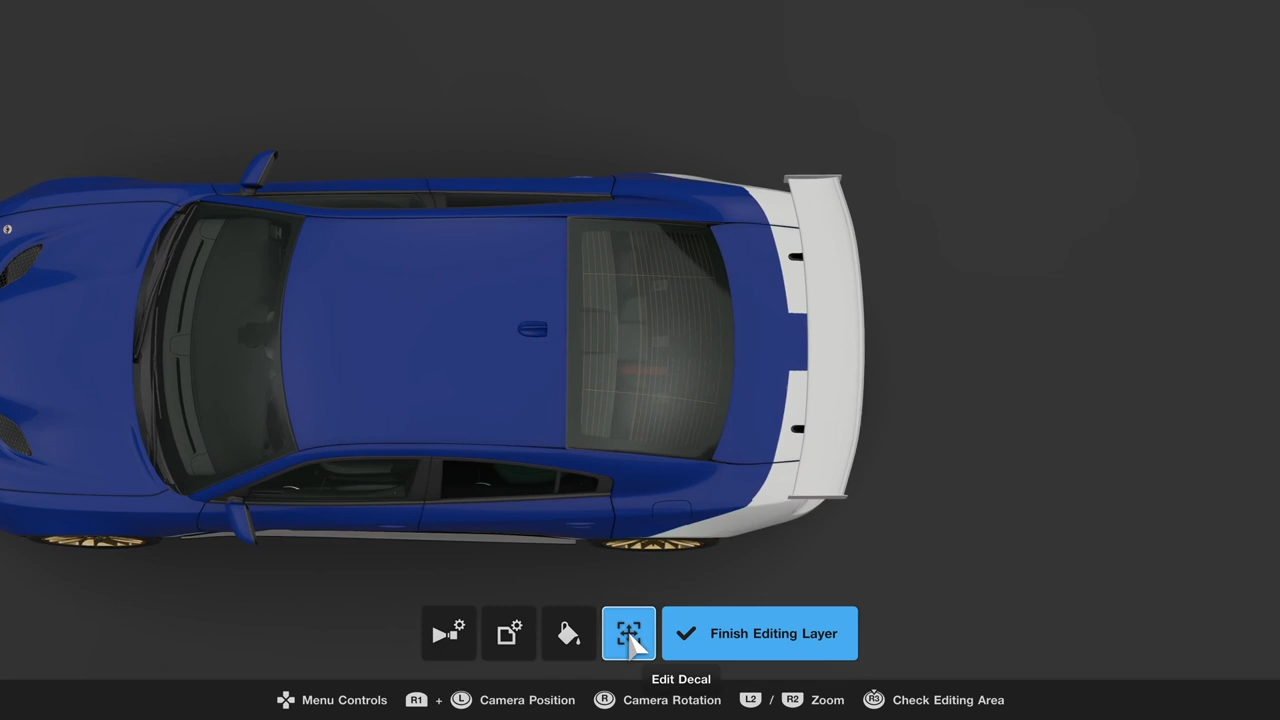 Finish Editing Layer
Edit Decal
Menu Controls R1 + L Camera Position R Camera Rotation L2 / R2 Zoom R3 Check Editing Area